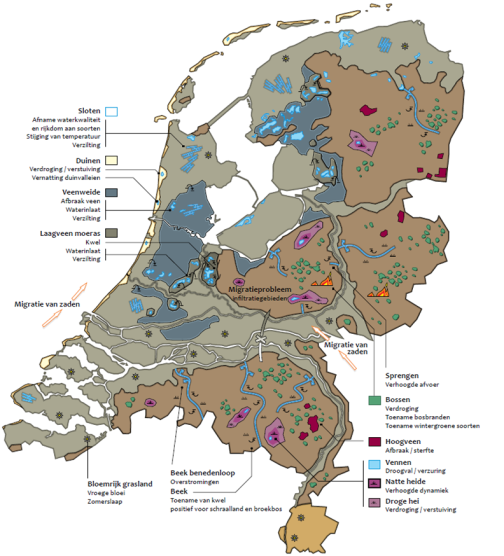 Sloten
Afname waterkwaliteit
en rijkdom aan soorten
Stijging van temperatuur
Verzilting
Duinen
Verdroging / verstuiving
Vernatting duinvalleien
Veenweide
Afbraak veen
Waterinlaat
Verzilting
Laagveen moeras
Kwel
Waterinlaat
Verzilting
Migratie van zaden
Migratieprobleem
infiltratiegebieden
Migratie van
zaden
Sprengen
Verhoogde afvoer
Bossen
Verdroging
Toename bosbranden
Toename wintergroene soorten
Hoogveen
Afbraak / sterfte
Vennen
Droogval / verzuring
Natte heide
Verhoogde dynamiek
Droge hei
Verdroging / verstuiving
Beek benedenloop
Overstromingen
Beek
Toename van kwel
positief voor schraalland en broekbos
Bloemrijk grasland
Vroege bloei
Zomerslaap